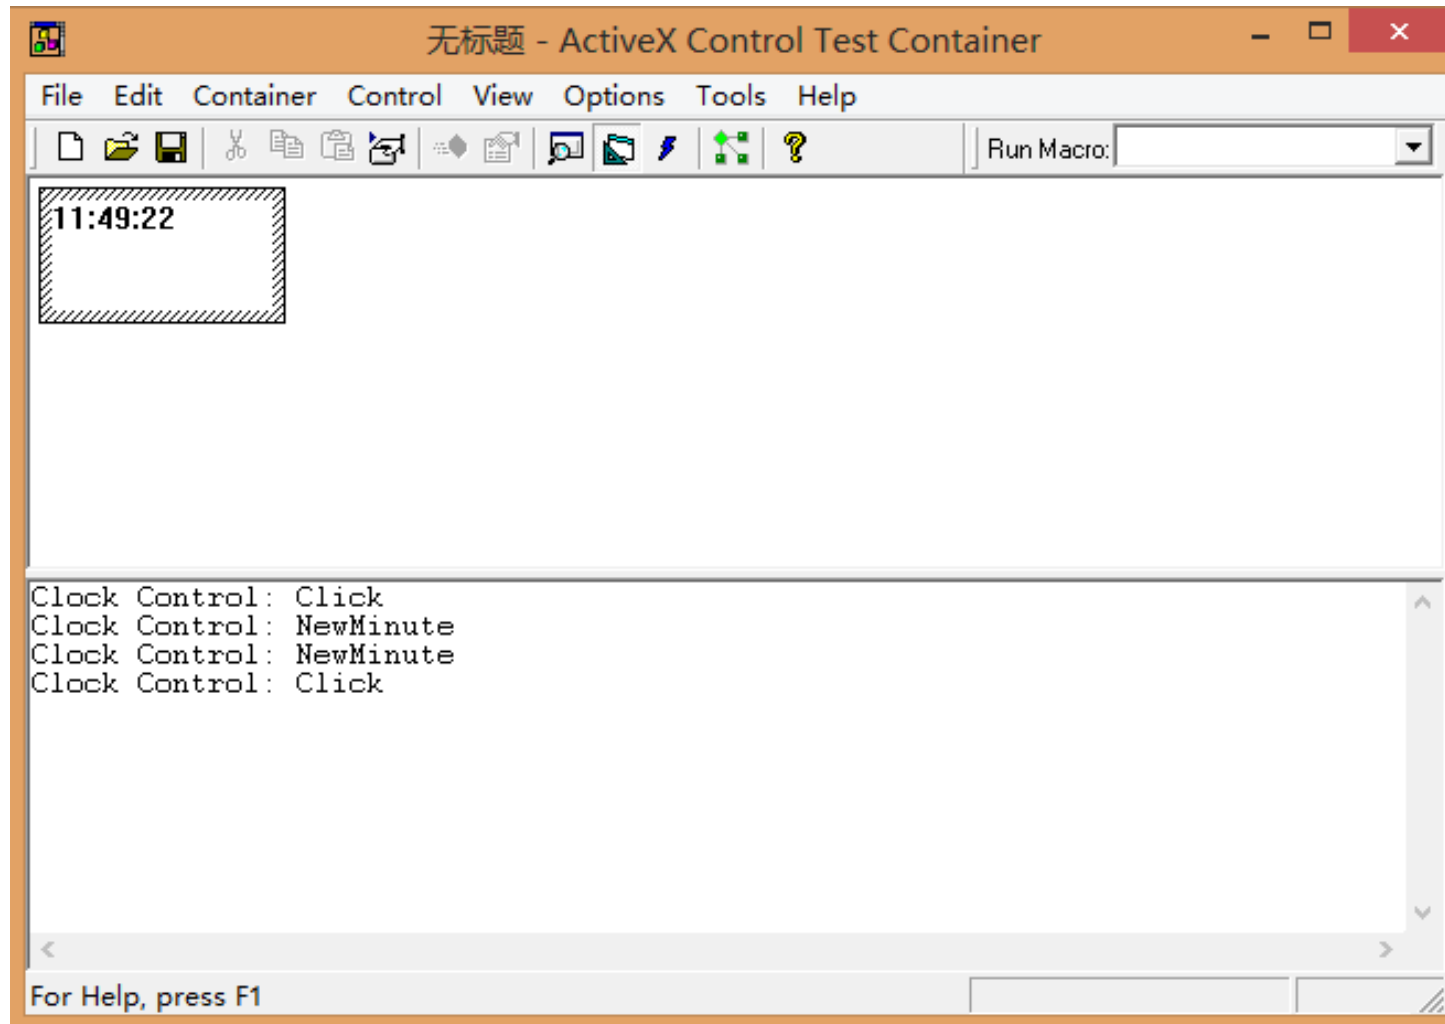 无标题 - ActiveX Control Test Container
File Edit Container Control View Options Tools Help
Run Macro:
11:49:22
Clock Control: Click
Clock Control: NewMinute
Clock Control: NewMinute
Clock Control: Click
For Help, press F1